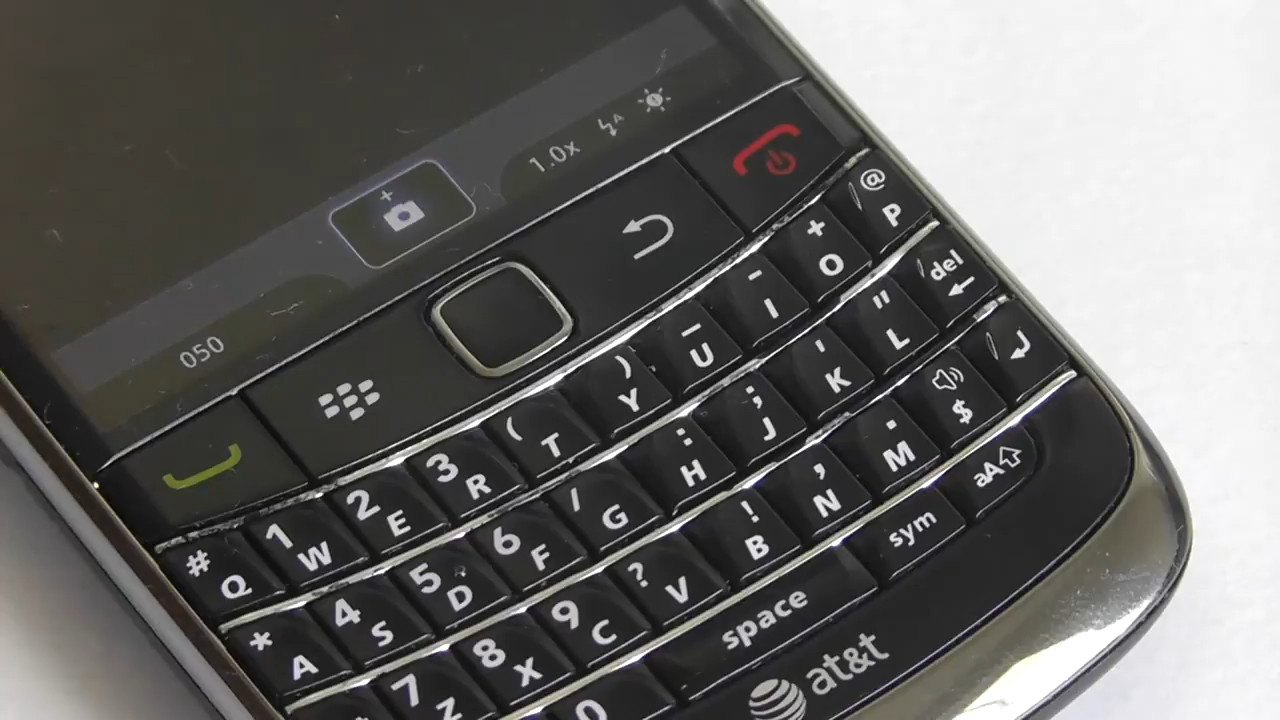 1.0x
050
# Q 1 W 2 E 3 R ( T ) Y _ U - I + O @ P
* A 4 S 5 D 6 F / G : H ; J ' K " L del
7 Z 8 X 9 C ? V ! B , N . M $
0 space sym aA
at&t